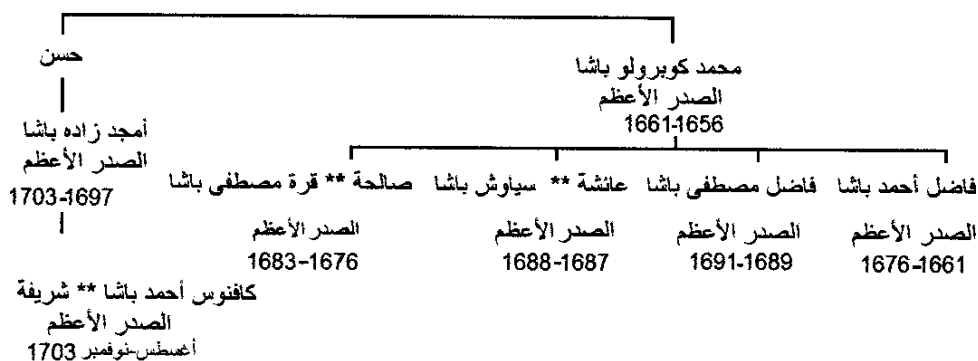 حسن
محمد كوبرولو باشا
الصدر الأعظم
1661-1656
أمجد زاده باشا
الصدر الأعظم
1703-1697
فاضل أحمد باشا
الصدر الأعظم
1676-1661
فاضل مصطفى باشا
الصدر الأعظم
1691-1689
عائشة ** سياوش باشا
الصدر الأعظم
1688-1687
صالحة ** قرة مصطفى باشا
الصدر الأعظم
1683-1676
كافنوس أحمد باشا ** شريفة
الصدر الأعظم
أغسطس-نوفمبر 1703